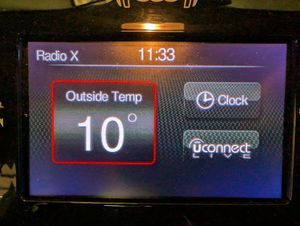 Radio X
11:33
Outside Temp
10°
Clock
uconnect
LIVE